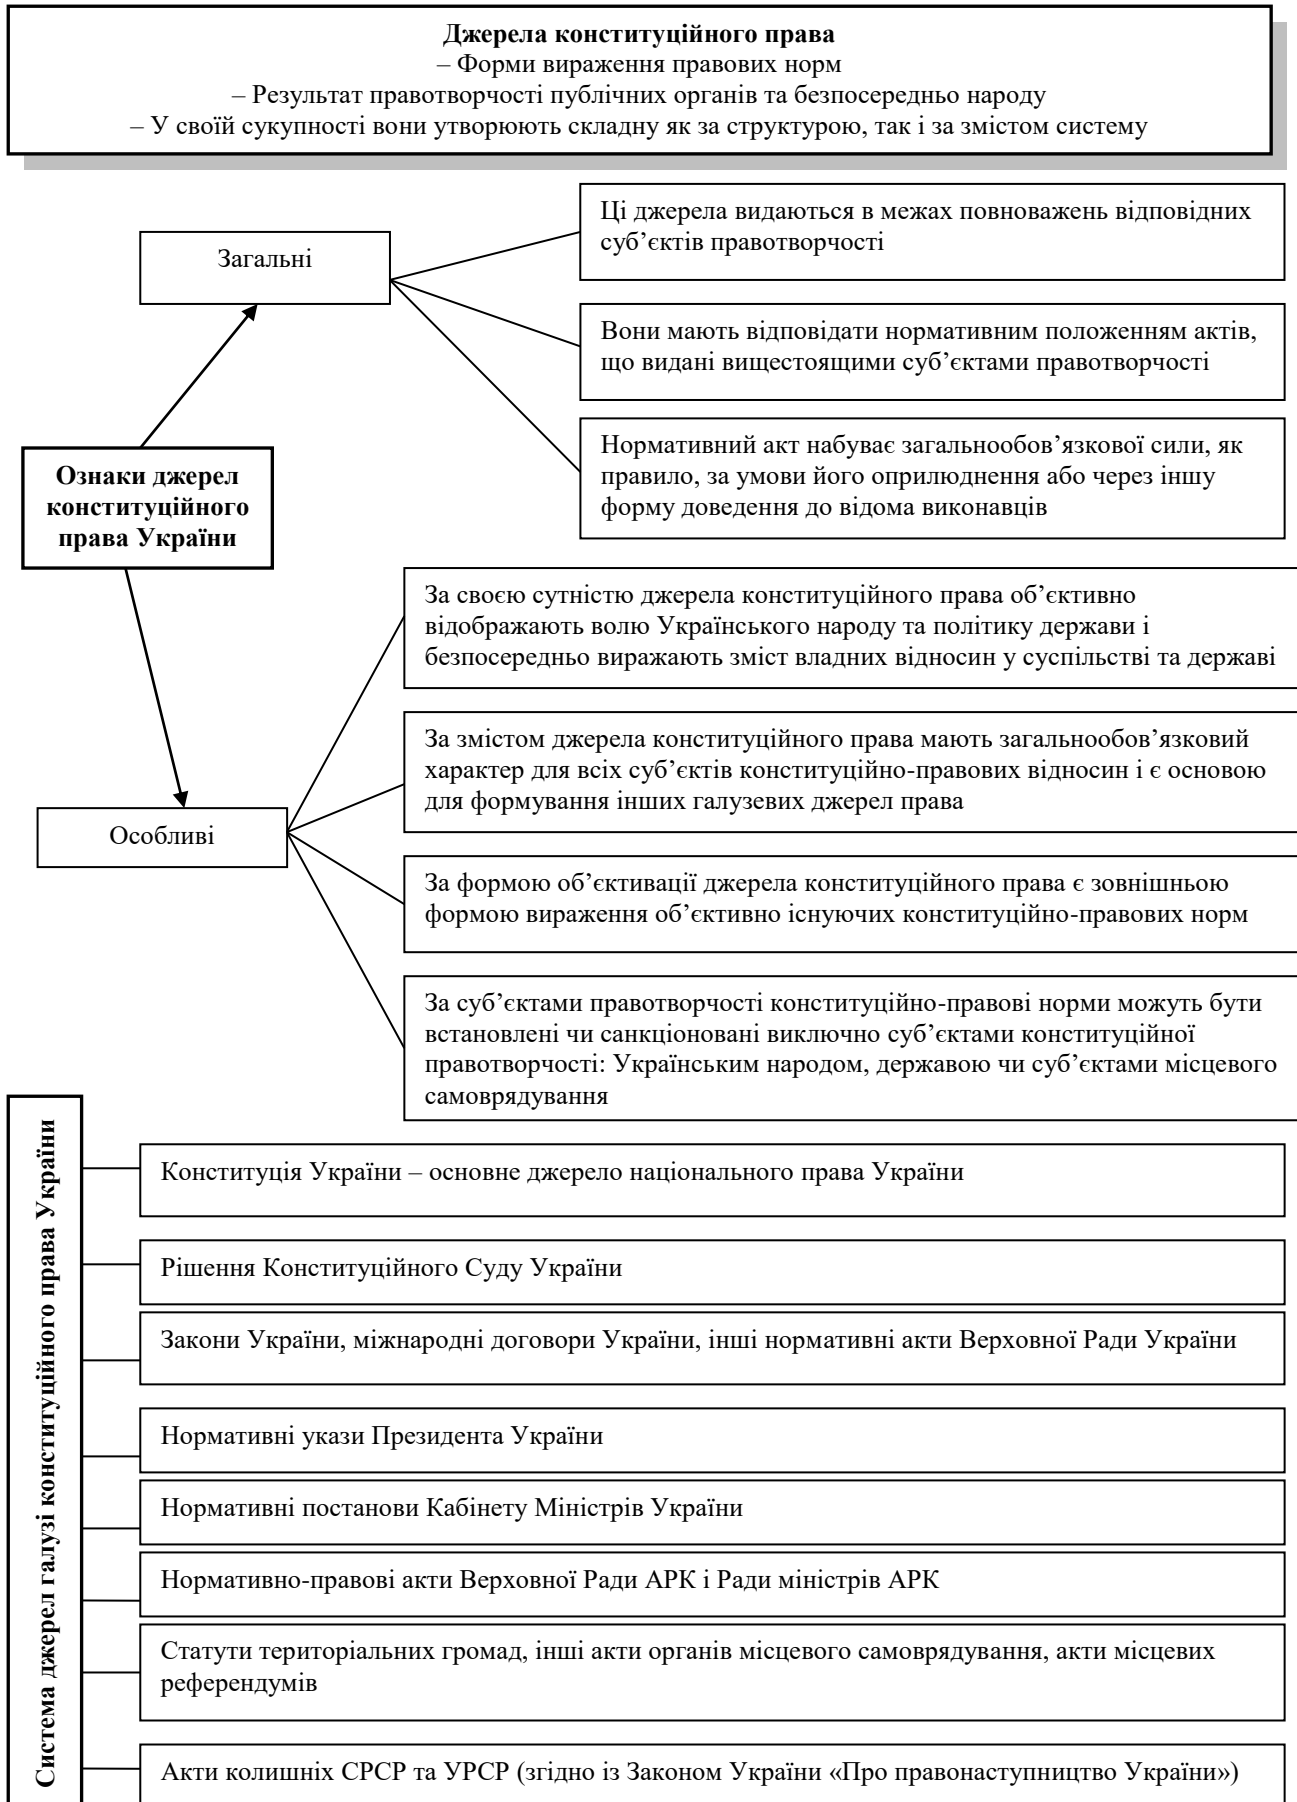 Джерела конституційного права
– Форми вираження правових норм
– Результат правотворчості публічних органів та безпосередньо народу
– У своїй сукупності вони утворюють складну як за структурою, так і за змістом систему
Ознаки джерел
конституційного
права України
Загальні
Ці джерела видаються в межах повноважень відповідних
суб’єктів правотворчості
Вони мають відповідати нормативним положенням актів,
що видані вищестоящими суб’єктами правотворчості
Нормативний акт набуває загальнообов’язкової сили, як
правило, за умови його оприлюднення або через іншу
форму доведення до відома виконавців
Особливі
За своєю сутністю джерела конституційного права об’єктивно
відображають волю Українського народу та політику держави і
безпосередньо виражають зміст владних відносин у суспільстві та державі
За змістом джерела конституційного права мають загальнообов’язковий
характер для всіх суб’єктів конституційно-правових відносин і є основою
для формування інших галузевих джерел права
За формою об’єктивації джерела конституційного права є зовнішньою
формою вираження об’єктивно існуючих конституційно-правових норм
За суб’єктами правотворчості конституційно-правові норми можуть бути
встановлені чи санкціоновані виключно суб’єктами конституційної
правотворчості: Українським народом, державою чи суб’єктами місцевого
самоврядування
Система джерел галузі конституційного права України
Конституція України – основне джерело національного права України
Рішення Конституційного Суду України
Закони України, міжнародні договори України, інші нормативні акти Верховної Ради України
Нормативні укази Президента України
Нормативні постанови Кабінету Міністрів України
Нормативно-правові акти Верховної Ради АРК і Ради міністрів АРК
Статути територіальних громад, інші акти органів місцевого самоврядування, акти місцевих
референдумів
Акти колишніх СРСР та УРСР (згідно із Законом України «Про правонаступництво України»)